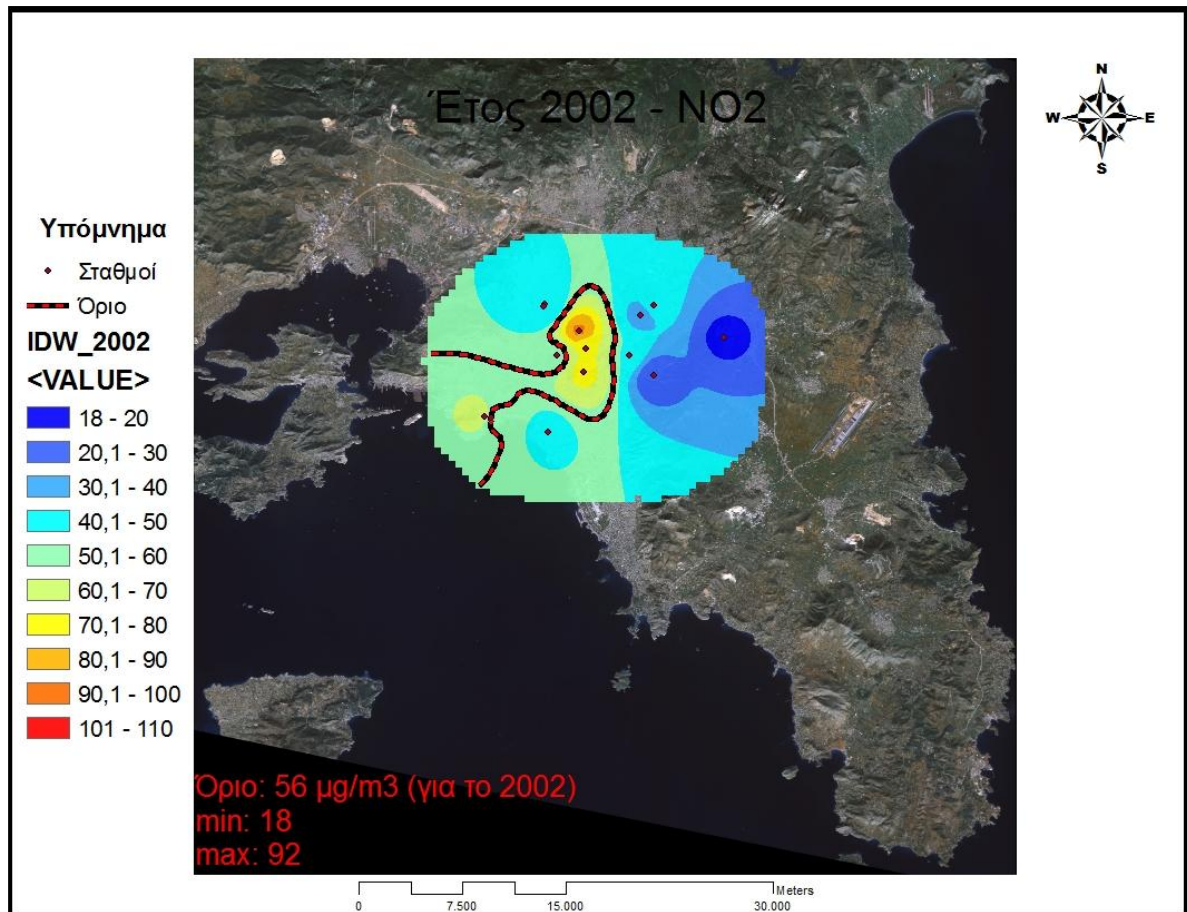 Έτος 2002 - NO2
N
W E
S
Υπόμνημα
Σταθμοί
Όριο
IDW_2002
<VALUE>
18 - 20
20,1 - 30
30,1 - 40
40,1 - 50
50,1 - 60
60,1 - 70
70,1 - 80
80,1 - 90
90,1 - 100
101 - 110
Όριο: 56 μg/m3 (για το 2002)
min: 18
max: 92
Meters
0 7.500 15.000 30.000